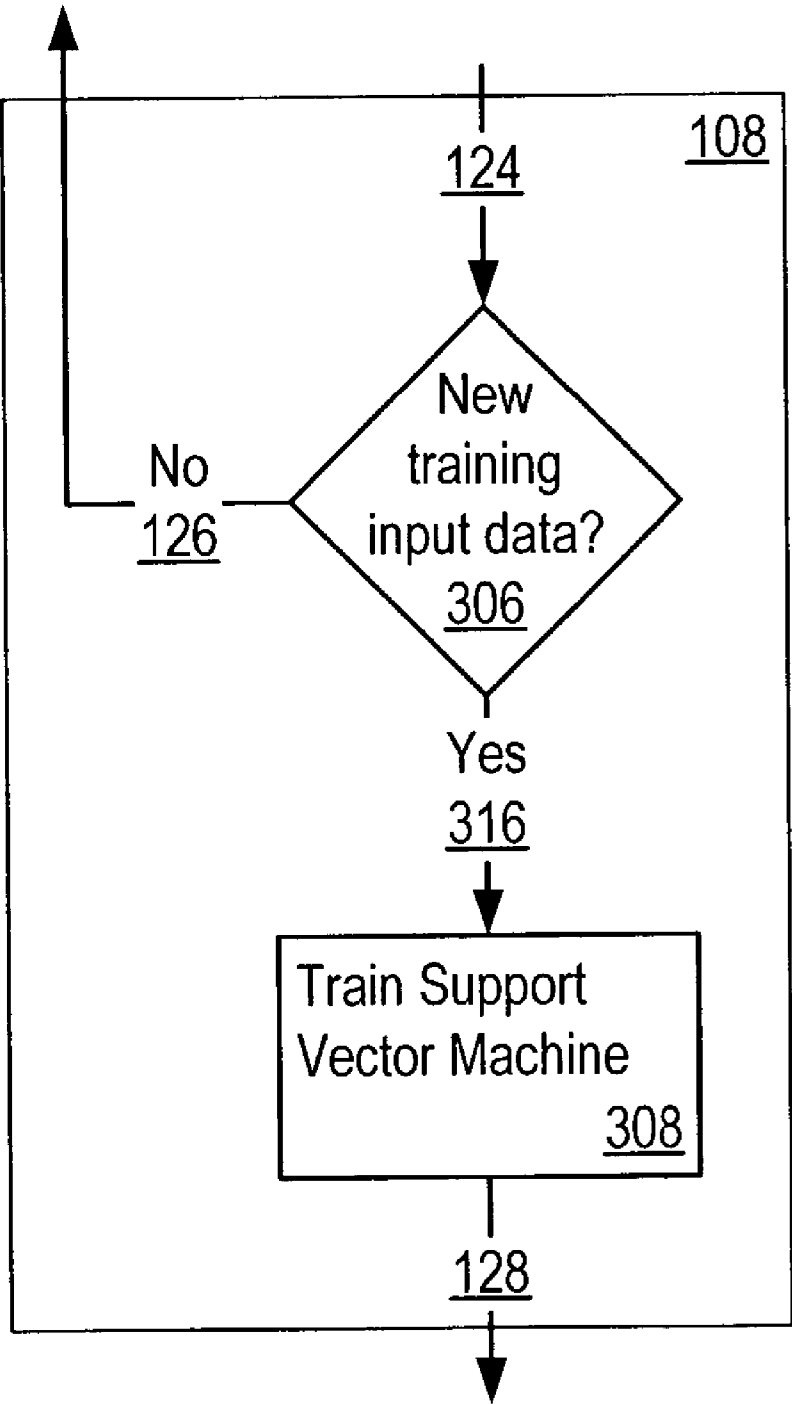 108
124
New
training
input data?
306
No
126
Yes
316
Train Support
Vector Machine
308
128